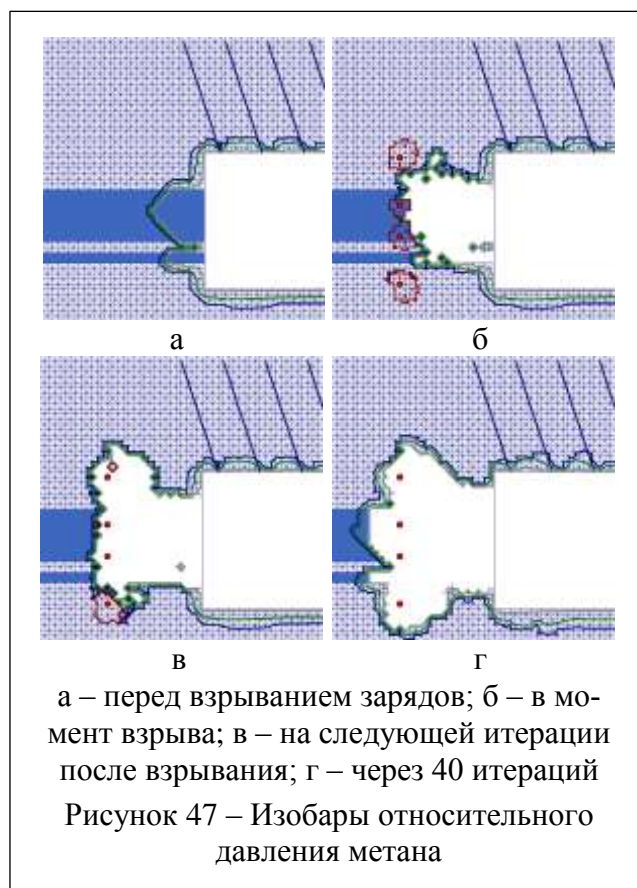 а б
в г
а – перед взрыванием зарядов; б – в мо-
мент взрыва; в – на следующей итерации
после взрывания; г – через 40 итераций
Рисунок 47 – Изобары относительного
давления метана